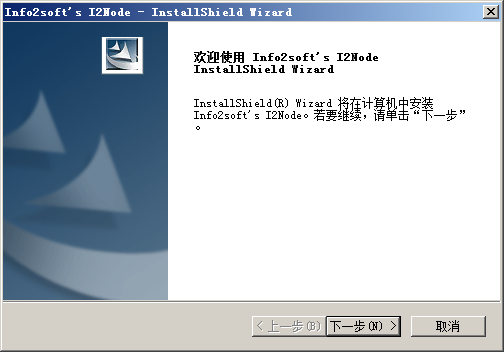 Info2soft's I2Node - InstallShield Wizard
欢迎使用 Info2soft's I2Node
InstallShield Wizard
InstallShield(R) Wizard 将在计算机中安装
Info2soft's I2Node。若要继续，请单击“下一步”
。
< 上一步(B)
下一步(N) >
取消